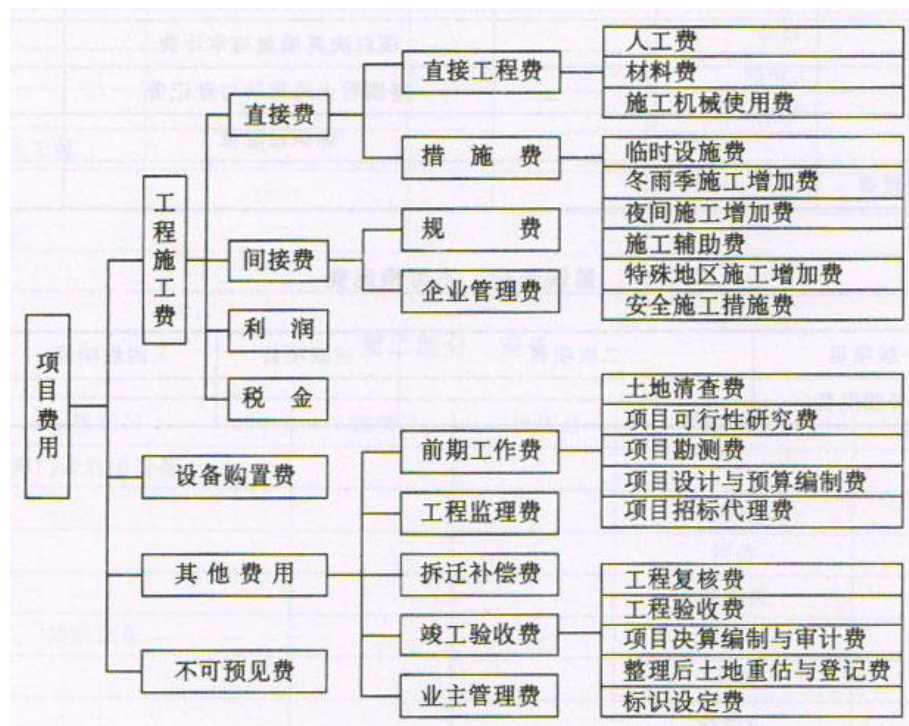 项目费用
工程施工费
直接费
直接工程费
人工费
材料费
施工机械使用费
措施费
临时设施费
冬雨季施工增加费
夜间施工增加费
施工辅助费
特殊地区施工增加费
安全施工措施费
间接费
规费
企业管理费
利润
税金
设备购置费
其他费用
前期工作费
土地清查费
项目可行性研究费
项目勘测费
项目设计与预算编制费
项目招标代理费
工程监理费
拆迁补偿费
竣工验收费
工程复核费
工程验收费
项目决算编制与审计费
整理后土地重估与登记费
标识设定费
业主管理费
不可预见费